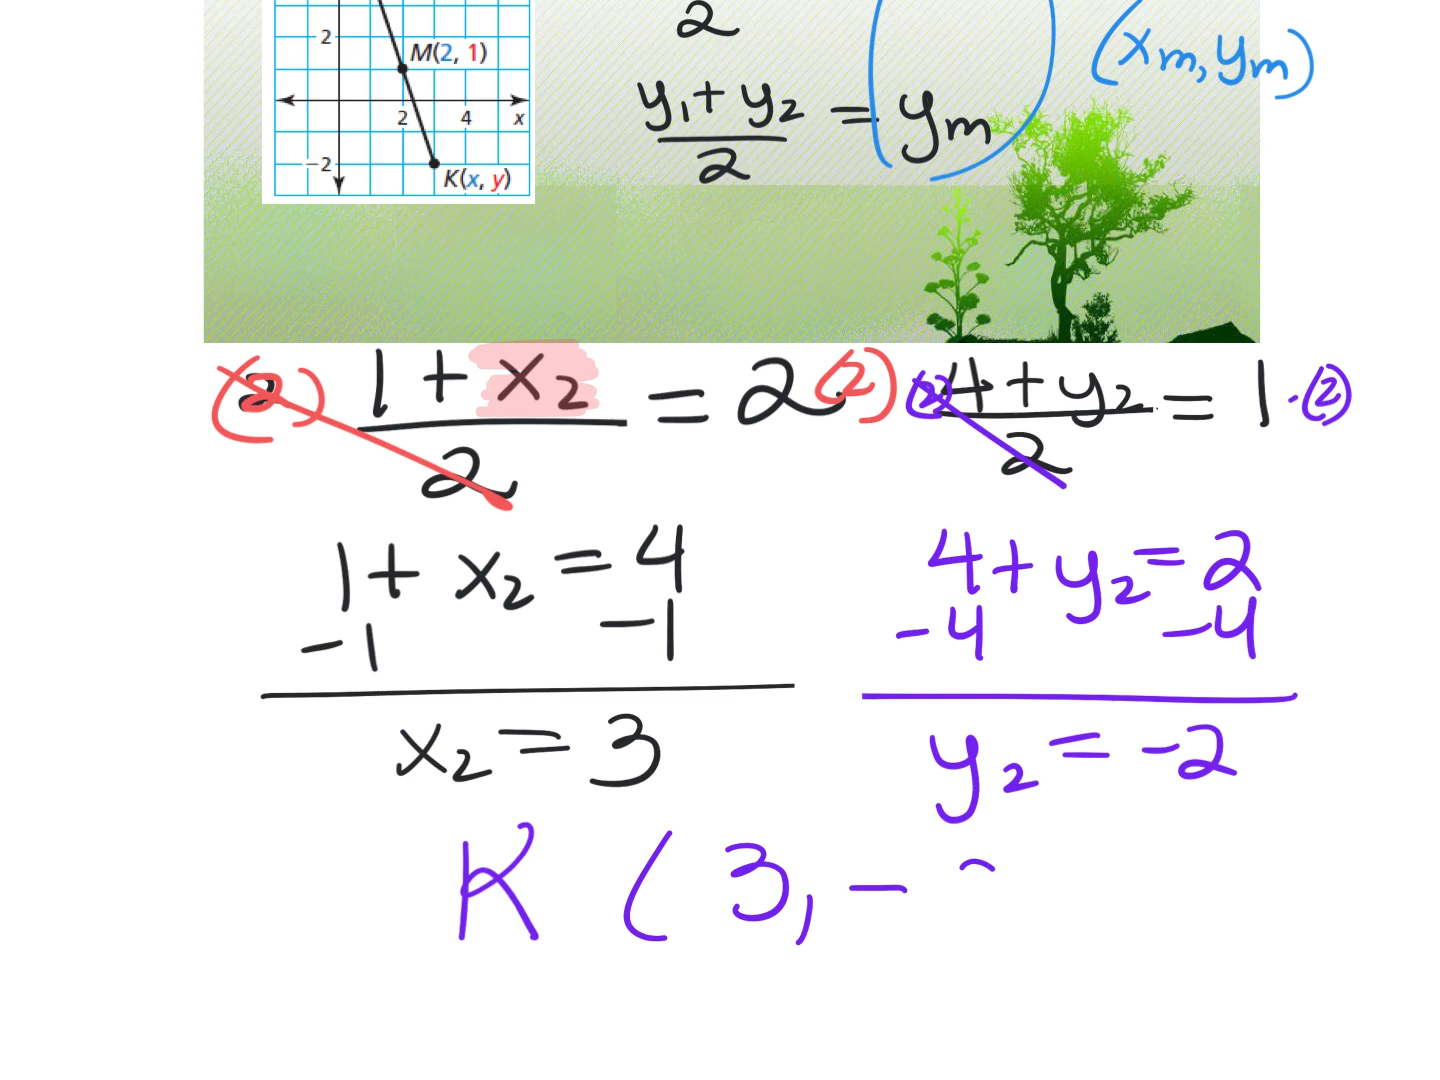 2
M(2, 1)
2 4 x
-2
K(x, y)
2
y₁ + y₂ / 2 = yₘ
(xₘ, yₘ)
(2) 1 + x₂ / 2 = 2 (2)
(2) 4 + y₂ / 2 = 1 · (2)
1 + x₂ = 4
-1 -1
x₂ = 3
4 + y₂ = 2
-4 -4
y₂ = -2
K (3, -